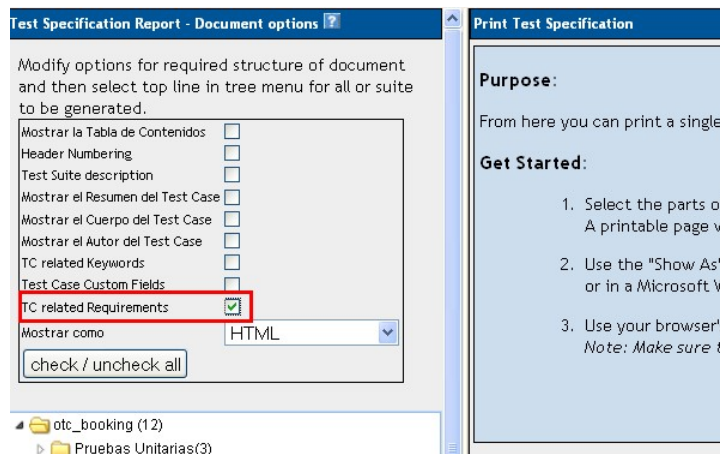 Test Specification Report - Document options ?
Modify options for required structure of document
and then select top line in tree menu for all or suite
to be generated.
Mostrar la Tabla de Contenidos
Header Numbering
Test Suite description
Mostrar el Resumen del Test Case
Mostrar el Cuerpo del Test Case
Mostrar el Autor del Test Case
TC related Keywords
Test Case Custom Fields
TC related Requirements
Mostrar como HTML
check / uncheck all
otc_booking (12)
Pruebas Unitarias(3)
Print Test Specification
Purpose:
From here you can print a single
Get Started:
1. Select the parts o
A printable page v
2. Use the "Show As"
or in a Microsoft V
3. Use your browser'
Note: Make sure t